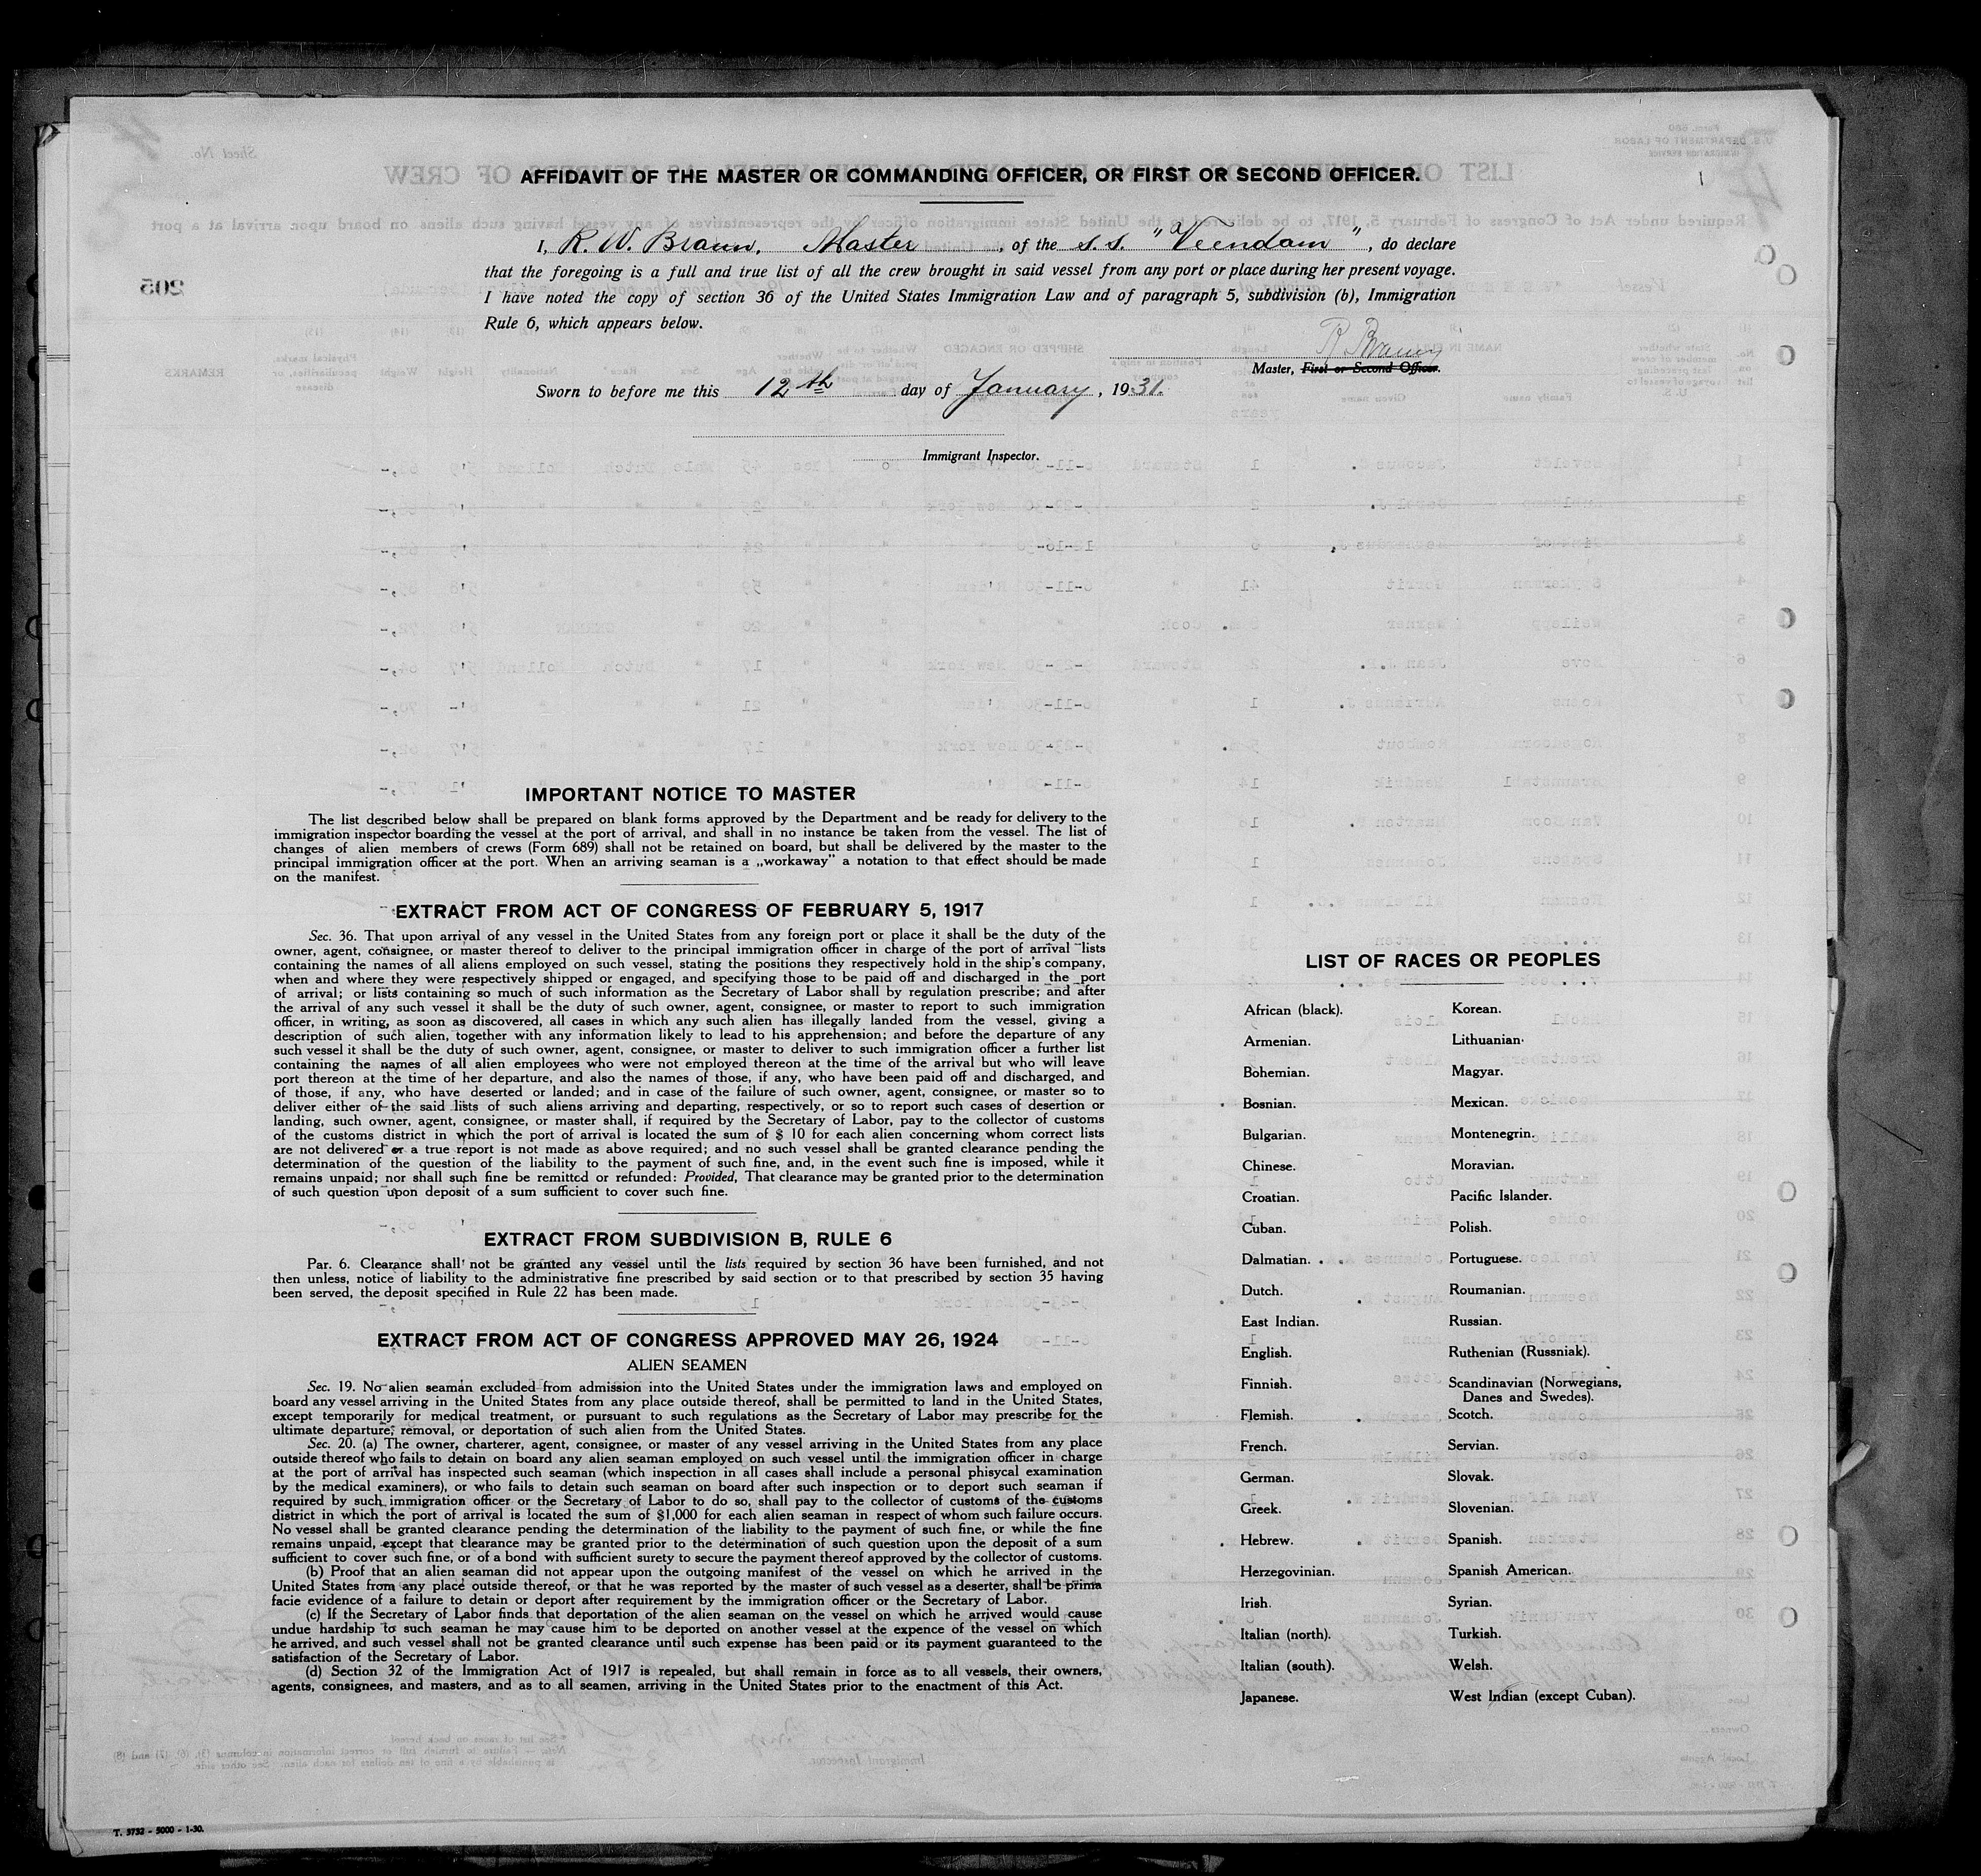 AFFIDAVIT OF THE MASTER OR COMMANDING OFFICER, OR FIRST OR SECOND OFFICER.
I, R. W. Braun, Master, of the s.s. "Veendam", do declare
that the foregoing is a full and true list of all the crew brought in said vessel from any port or place during her present voyage.
I have noted the copy of section 36 of the United States Immigration Law and of paragraph 5, subdivision (b), Immigration
Rule 6, which appears below.
R Braun
Master, First or Second Officer.
Sworn to before me this 12th day of January, 1931.
Immigrant Inspector.
IMPORTANT NOTICE TO MASTER
The list described below shall be prepared on blank forms approved by the Department and be ready for delivery to the
immigration inspector boarding the vessel at the port of arrival, and shall in no instance be taken from the vessel. The list of
changes of alien members of crews (Form 689) shall not be retained on board, but shall be delivered by the master to the
principal immigration officer at the port. When an arriving seaman is a „workaway" a notation to that effect should be made
on the manifest.
EXTRACT FROM ACT OF CONGRESS OF FEBRUARY 5, 1917
Sec. 36. That upon arrival of any vessel in the United States from any foreign port or place it shall be the duty of the
owner, agent, consignee, or master thereof to deliver to the principal immigration officer in charge of the port of arrival lists
containing the names of all aliens employed on such vessel, stating the positions they respectively hold in the ship's company,
when and where they were respectively shipped or engaged, and specifying those to be paid off and discharged in the port
of arrival; or lists containing so much of such information as the Secretary of Labor shall by regulation prescribe; and after
the arrival of any such vessel it shall be the duty of such owner, agent, consignee, or master to report to such immigration
officer, in writing, as soon as discovered, all cases in which any such alien has illegally landed from the vessel, giving a
description of such alien, together with any information likely to lead to his apprehension; and before the departure of any
such vessel it shall be the duty of such owner, agent, consignee, or master to deliver to such immigration officer a further list
containing the names of all alien employees who were not employed thereon at the time of the arrival but who will leave
port thereon at the time of her departure, and also the names of those, if any, who have been paid off and discharged, and
of those, if any, who have deserted or landed; and in case of the failure of such owner, agent, consignee, or master so to
deliver either of the said lists of such aliens arriving and departing, respectively, or so to report such cases of desertion or
landing, such owner, agent, consignee, or master shall, if required by the Secretary of Labor, pay to the collector of customs
of the customs district in which the port of arrival is located the sum of $ 10 for each alien concerning whom correct lists
are not delivered or a true report is not made as above required; and no such vessel shall be granted clearance pending the
determination of the question of the liability to the payment of such fine, and, in the event such fine is imposed, while it
remains unpaid; nor shall such fine be remitted or refunded: Provided, That clearance may be granted prior to the determination
of such question upon deposit of a sum sufficient to cover such fine.
EXTRACT FROM SUBDIVISION B, RULE 6
Par. 6. Clearance shall not be granted any vessel until the lists required by section 36 have been furnished, and not
then unless, notice of liability to the administrative fine prescribed by said section or to that prescribed by section 35 having
been served, the deposit specified in Rule 22 has been made.
EXTRACT FROM ACT OF CONGRESS APPROVED MAY 26, 1924
ALIEN SEAMEN
Sec. 19. No alien seaman excluded from admission into the United States under the immigration laws and employed on
board any vessel arriving in the United States from any place outside thereof, shall be permitted to land in the United States,
except temporarily for medical treatment, or pursuant to such regulations as the Secretary of Labor may prescribe for the
ultimate departure, removal, or deportation of such alien from the United States.
Sec. 20. (a) The owner, charterer, agent, consignee, or master of any vessel arriving in the United States from any place
outside thereof who fails to detain on board any alien seaman employed on such vessel until the immigration officer in charge
at the port of arrival has inspected such seaman (which inspection in all cases shall include a personal phisycal examination
by the medical examiners), or who fails to detain such seaman on board after such inspection or to deport such seaman if
required by such immigration officer or the Secretary of Labor to do so, shall pay to the collector of customs of the customs
district in which the port of arrival is located the sum of $1,000 for each alien seaman in respect of whom such failure occurs.
No vessel shall be granted clearance pending the determination of the liability to the payment of such fine, or while the fine
remains unpaid, except that clearance may be granted prior to the determination of such question upon the deposit of a sum
sufficient to cover such fine, or of a bond with sufficient surety to secure the payment thereof approved by the collector of customs.
(b) Proof that an alien seaman did not appear upon the outgoing manifest of the vessel on which he arrived in the
United States from any place outside thereof, or that he was reported by the master of such vessel as a deserter, shall be prima
facie evidence of a failure to detain or deport after requirement by the immigration officer or the Secretary of Labor.
(c) If the Secretary of Labor finds that deportation of the alien seaman on the vessel on which he arrived would cause
undue hardship to such seaman he may cause him to be deported on another vessel at the expence of the vessel on which
he arrived, and such vessel shall not be granted clearance until such expense has been paid or its payment guaranteed to the
satisfaction of the Secretary of Labor.
(d) Section 32 of the Immigration Act of 1917 is repealed, but shall remain in force as to all vessels, their owners,
agents, consignees, and masters, and as to all seamen, arriving in the United States prior to the enactment of this Act.
LIST OF RACES OR PEOPLES
African (black).
Armenian.
Bohemian.
Bosnian.
Bulgarian.
Chinese.
Croatian.
Cuban.
Dalmatian.
Dutch.
East Indian.
English.
Finnish.
Flemish.
French.
German.
Greek.
Hebrew.
Herzegovinian.
Irish.
Italian (north).
Italian (south).
Japanese.
Korean.
Lithuanian.
Magyar.
Mexican.
Montenegrin.
Moravian.
Pacific Islander.
Polish.
Portuguese.
Roumanian.
Russian.
Ruthenian (Russniak).
Scandinavian (Norwegians,
Danes and Swedes).
Scotch.
Servian.
Slovak.
Slovenian.
Spanish.
Spanish American.
Syrian.
Turkish.
Welsh.
West Indian (except Cuban).
T. 3732 - 5000 - 1-30.